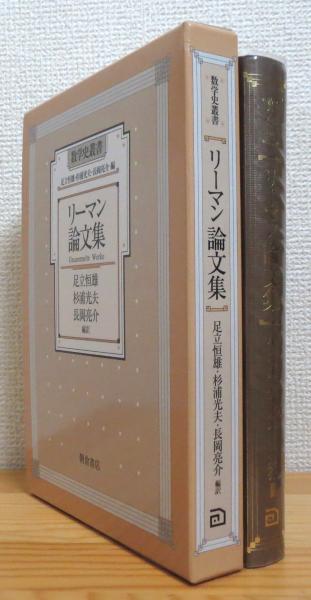 数学史叢書
足立恒雄・杉浦光夫・長岡亮介 編
リーマン
論文集
Gesammelte Werke
足立恒雄
杉浦光夫
長岡亮介
編訳
朝倉書店
数学史叢書
リーマン論文集
足立恒雄・杉浦光夫・長岡亮介 編訳